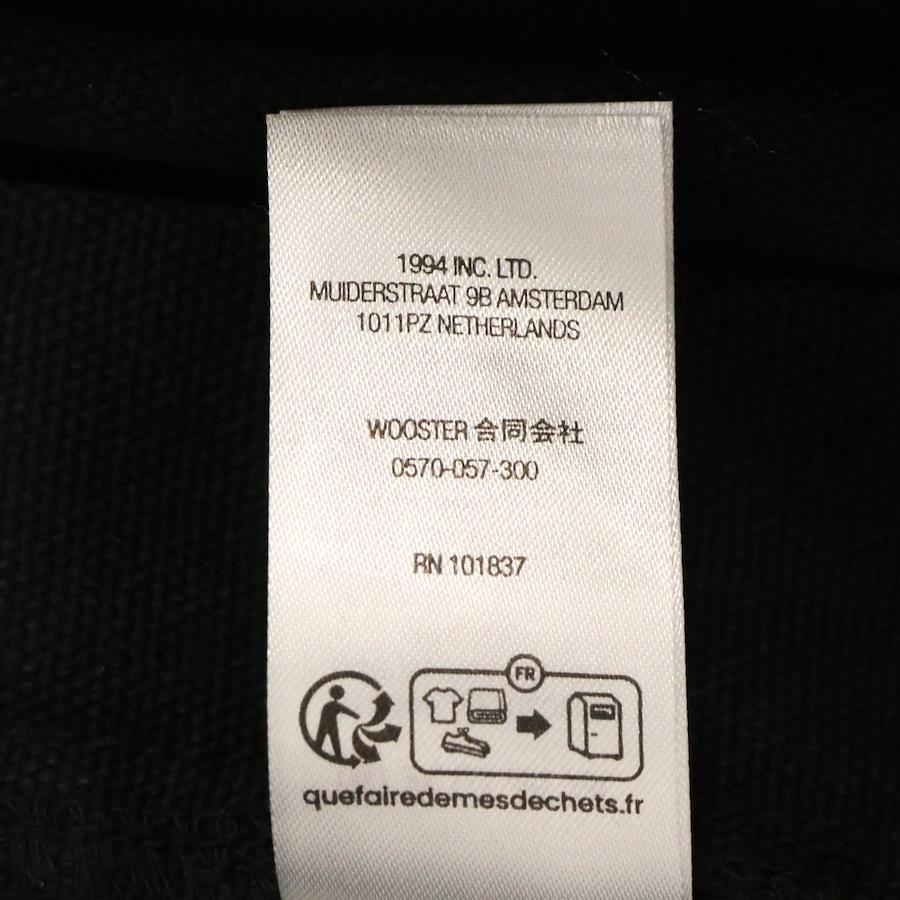 1994 INC. LTD.
MUIDERSTRAAT 9B AMSTERDAM
1011PZ NETHERLANDS
WOOSTER 合同会社
0570-057-300
RN 101837
FR
quefairedemesdechets.fr